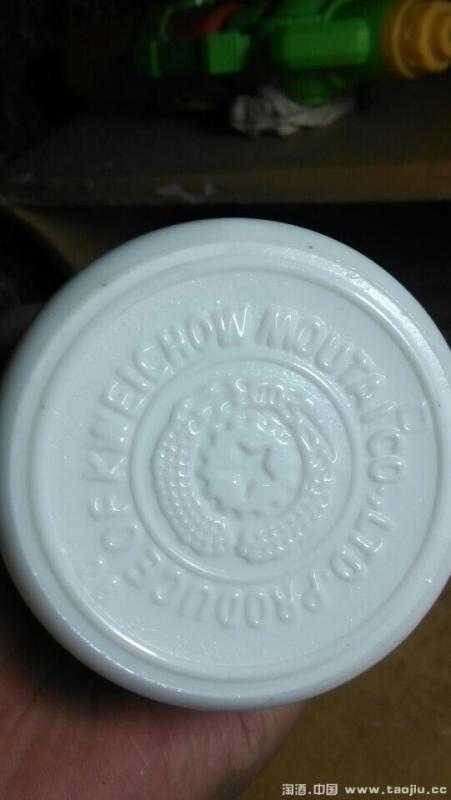 PRODUCE OF KWEICHOW MOUTAI CO., LTD.
淘酒.中国 www.taojiu.cc